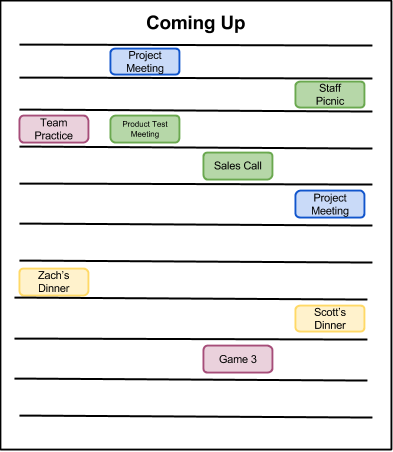 Coming Up
Project
Meeting
Staff
Picnic
Team
Practice
Product Test
Meeting
Sales Call
Project
Meeting
Zach's
Dinner
Scott's
Dinner
Game 3